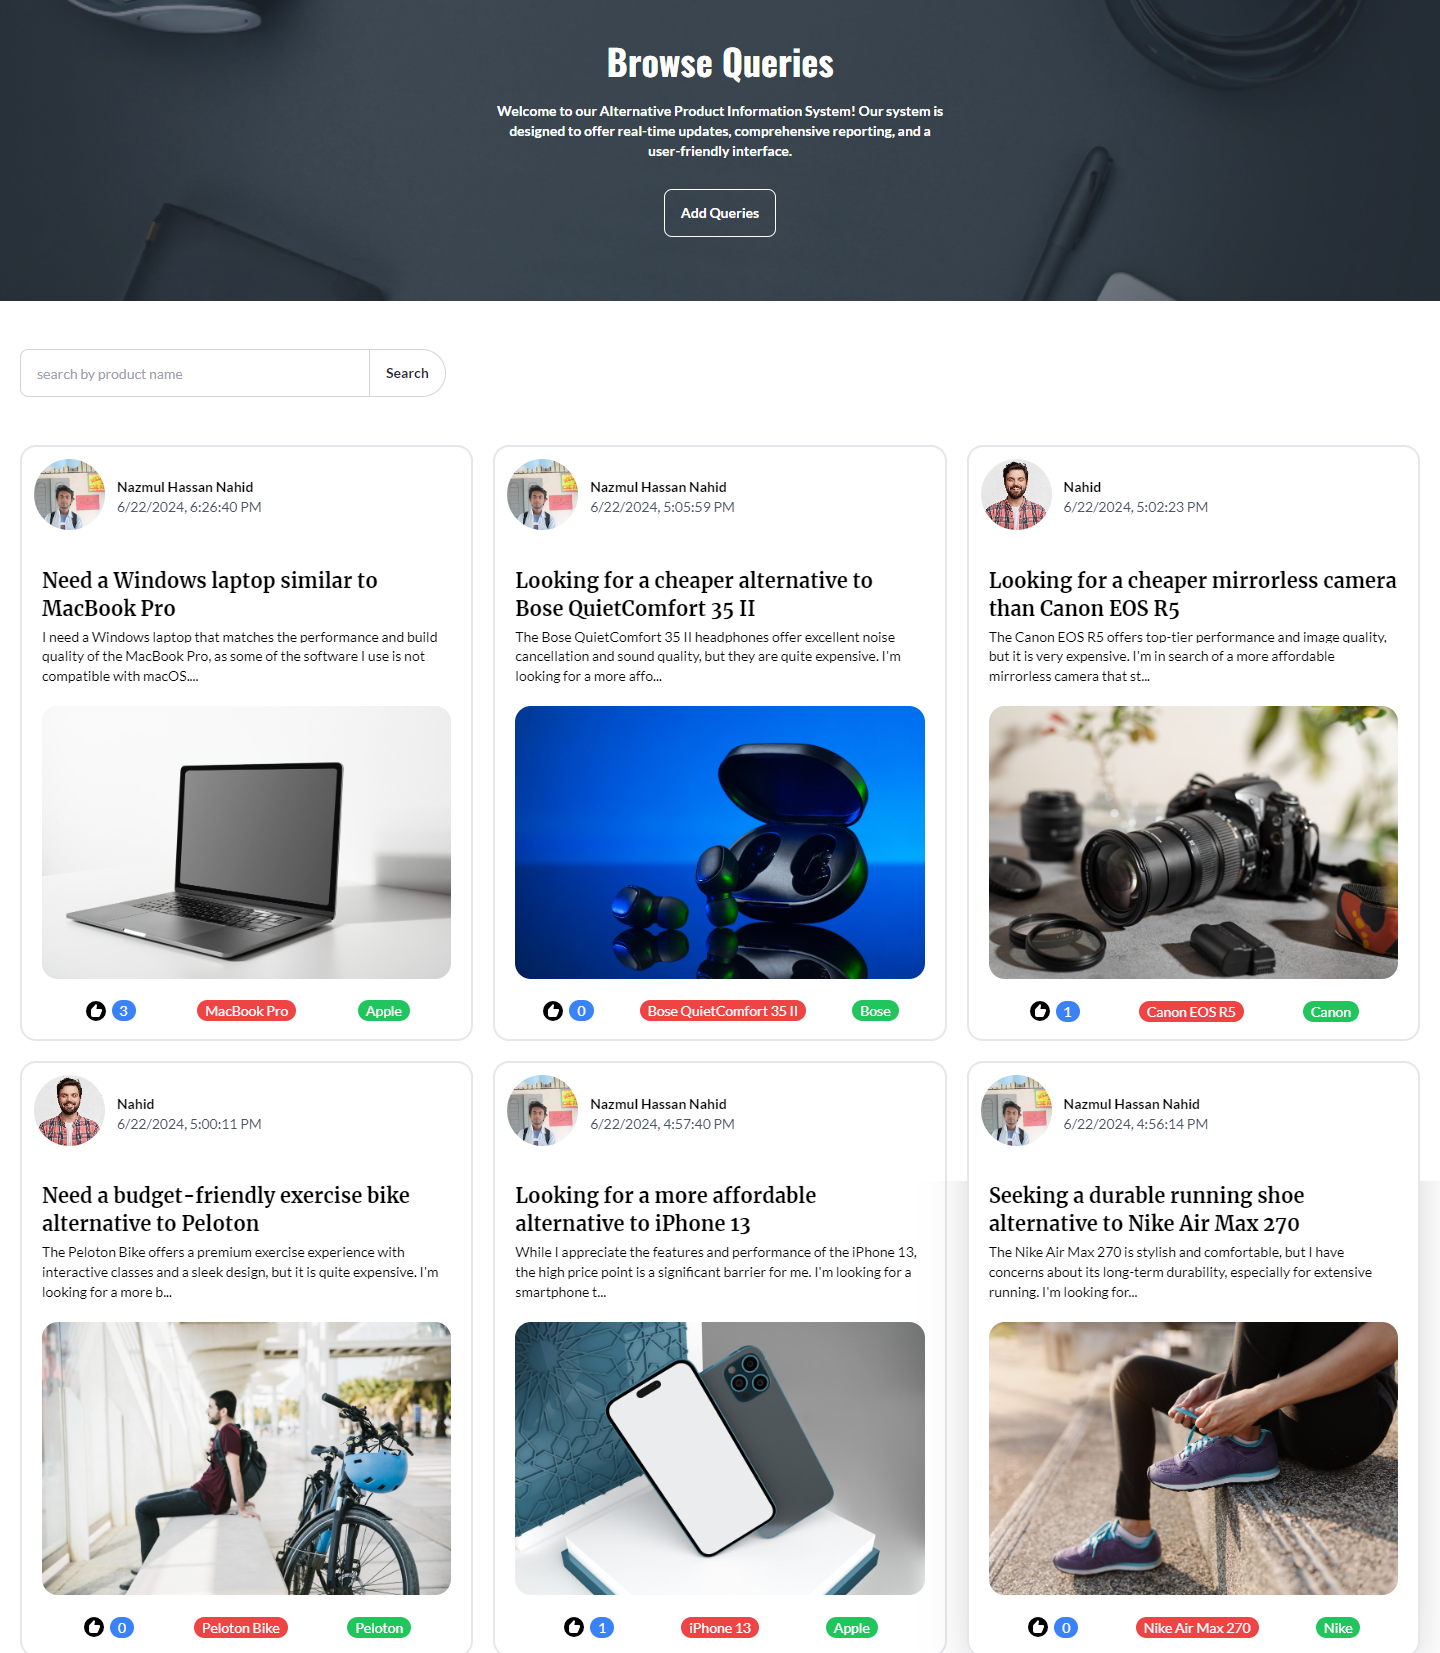 Browse Queries
Welcome to our Alternative Product Information System! Our system is
designed to offer real-time updates, comprehensive reporting, and a
user-friendly interface.
Add Queries
search by product name
Search
Nazmul Hassan Nahid
6/22/2024, 6:26:40 PM
Need a Windows laptop similar to
MacBook Pro
I need a Windows laptop that matches the performance and build
quality of the MacBook Pro, as some of the software I use is not
compatible with macOS....
3
MacBook Pro
Apple
Nazmul Hassan Nahid
6/22/2024, 5:05:59 PM
Looking for a cheaper alternative to
Bose QuietComfort 35 II
The Bose QuietComfort 35 II headphones offer excellent noise
cancellation and sound quality, but they are quite expensive. I'm
looking for a more affo...
0
Bose QuietComfort 35 II
Bose
Nahid
6/22/2024, 5:02:23 PM
Looking for a cheaper mirrorless camera
than Canon EOS R5
The Canon EOS R5 offers top-tier performance and image quality,
but it is very expensive. I'm in search of a more affordable
mirrorless camera that st...
1
Canon EOS R5
Canon
Nahid
6/22/2024, 5:00:11 PM
Need a budget-friendly exercise bike
alternative to Peloton
The Peloton Bike offers a premium exercise experience with
interactive classes and a sleek design, but it is quite expensive. I'm
looking for a more b...
0
Peloton Bike
Peloton
Nazmul Hassan Nahid
6/22/2024, 4:57:40 PM
Looking for a more affordable
alternative to iPhone 13
While I appreciate the features and performance of the iPhone 13,
the high price point is a significant barrier for me. I'm looking for a
smartphone t...
1
iPhone 13
Apple
Nazmul Hassan Nahid
6/22/2024, 4:56:14 PM
Seeking a durable running shoe
alternative to Nike Air Max 270
The Nike Air Max 270 is stylish and comfortable, but I have
concerns about its long-term durability, especially for extensive
running. I'm looking for...
0
Nike Air Max 270
Nike